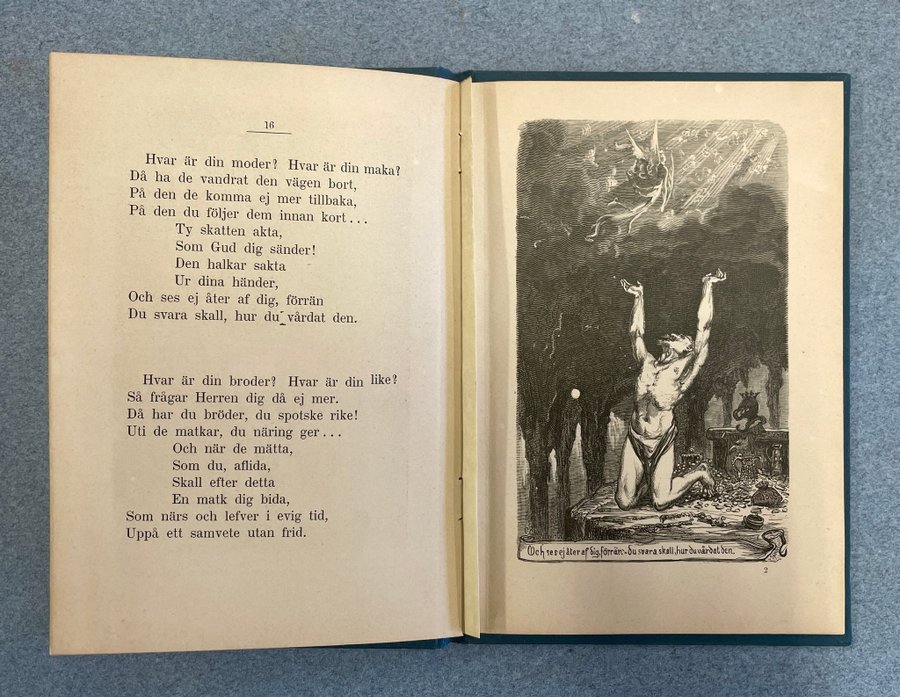 16
Hvar är din moder? Hvar är din maka?
Då ha de vandrat den vägen bort,
På den de komma ej mer tillbaka,
På den du följer dem innan kort...
Ty skatten akta,
Som Gud dig sänder!
Den halkar sakta
Ur dina händer,
Och ses ej åter af dig, förrän
Du svara skall, hur du vårdat den.
Hvar är din broder? Hvar är din like?
Så frågar Herren dig då ej mer.
Då har du bröder, du spotske rike!
Uti de matkar, du näring ger...
Och när de mätta,
Som du, aflida,
Skall efter detta
En matk dig bida,
Som närs och lefver i evig tid,
Uppå ett samvete utan frid.
Och ses ej åter af dig, förrän du svara skall, hur du vårdat den.
2